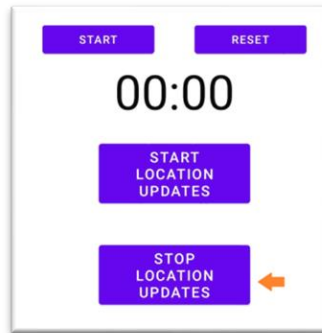 START RESET
00:00
START
LOCATION
UPDATES
STOP
LOCATION
UPDATES